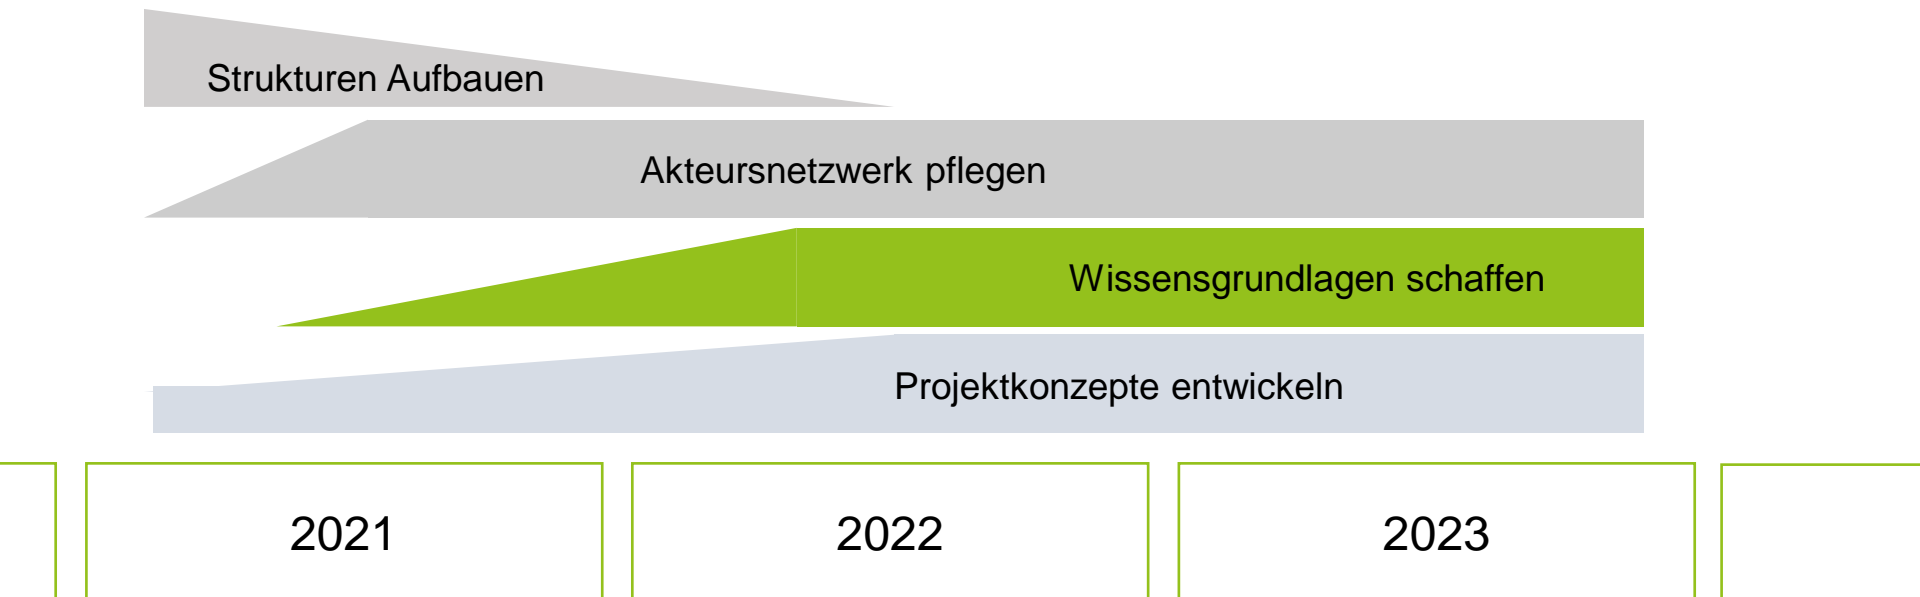 Strukturen Aufbauen
Akteursnetzwerk pflegen
Wissensgrundlagen schaffen
Projektkonzepte entwickeln
2021
2022
2023